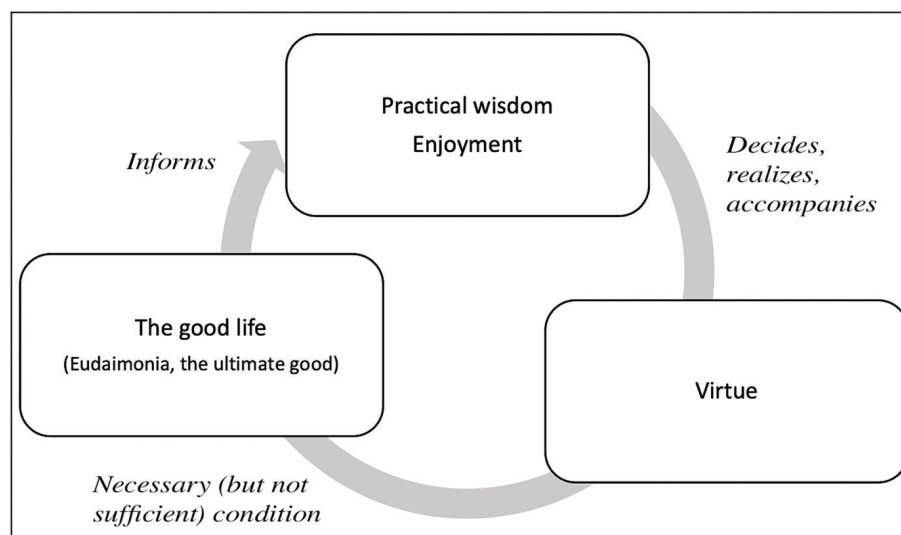 Practical wisdom
Enjoyment
Informs
Decides,
realizes,
accompanies
The good life
(Eudaimonia, the ultimate good)
Virtue
Necessary (but not
sufficient) condition